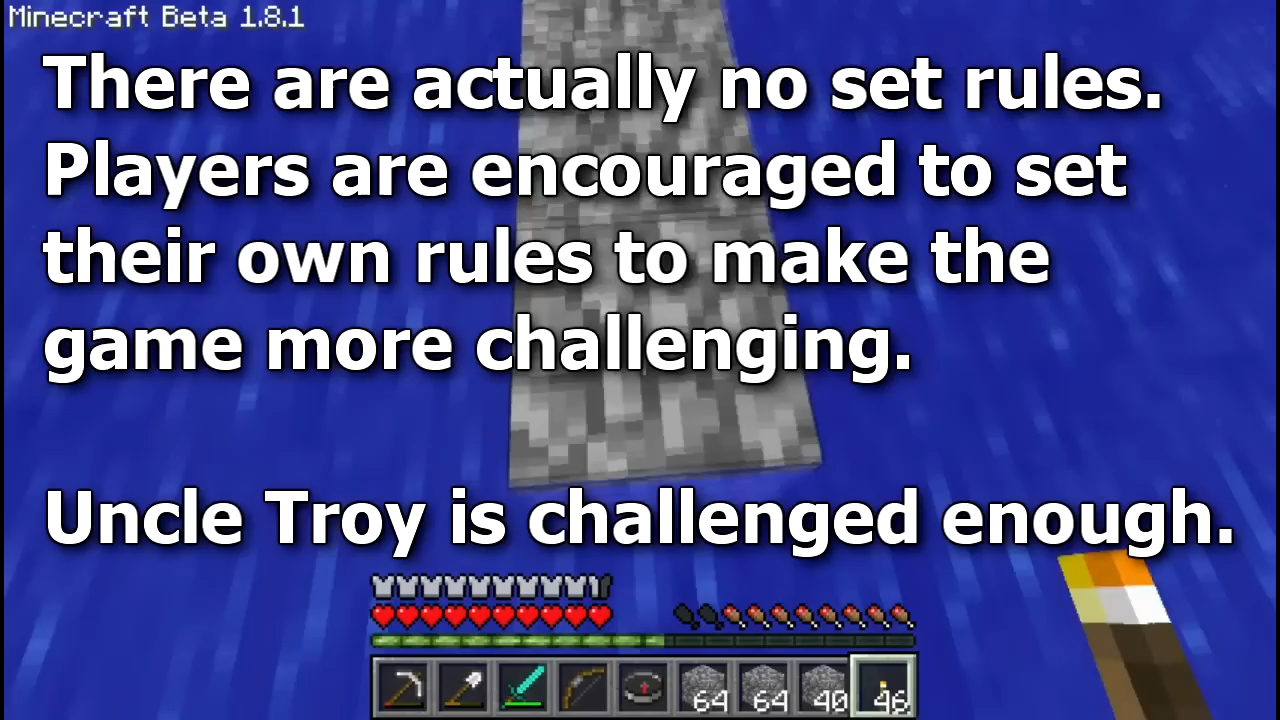 Minecraft Beta 1.8.1
There are actually no set rules.
Players are encouraged to set
their own rules to make the
game more challenging.
Uncle Troy is challenged enough.
64 64 40 46